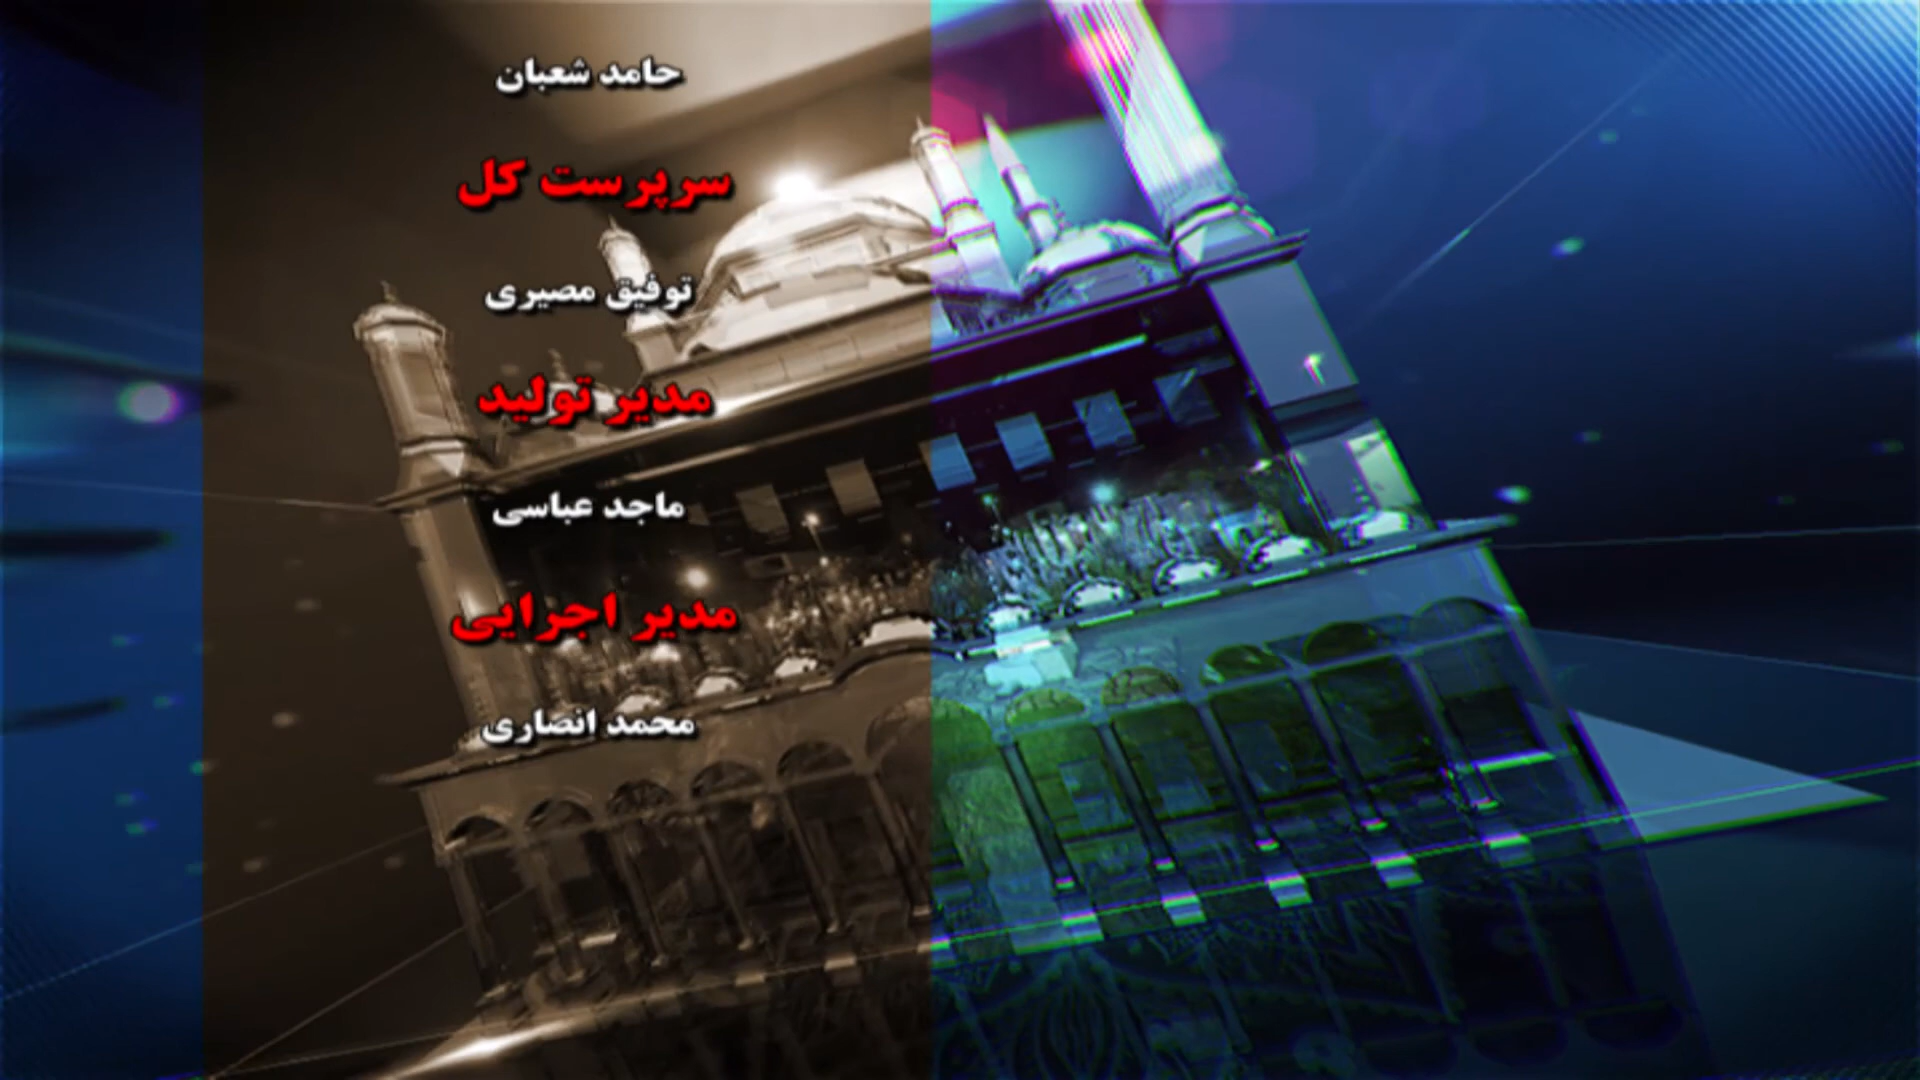 حامد شعبان
سرپرست کل
توفیق مصیری
مدیر تولید
ماجد عباسی
مدیر اجرایی
محمد انصاری